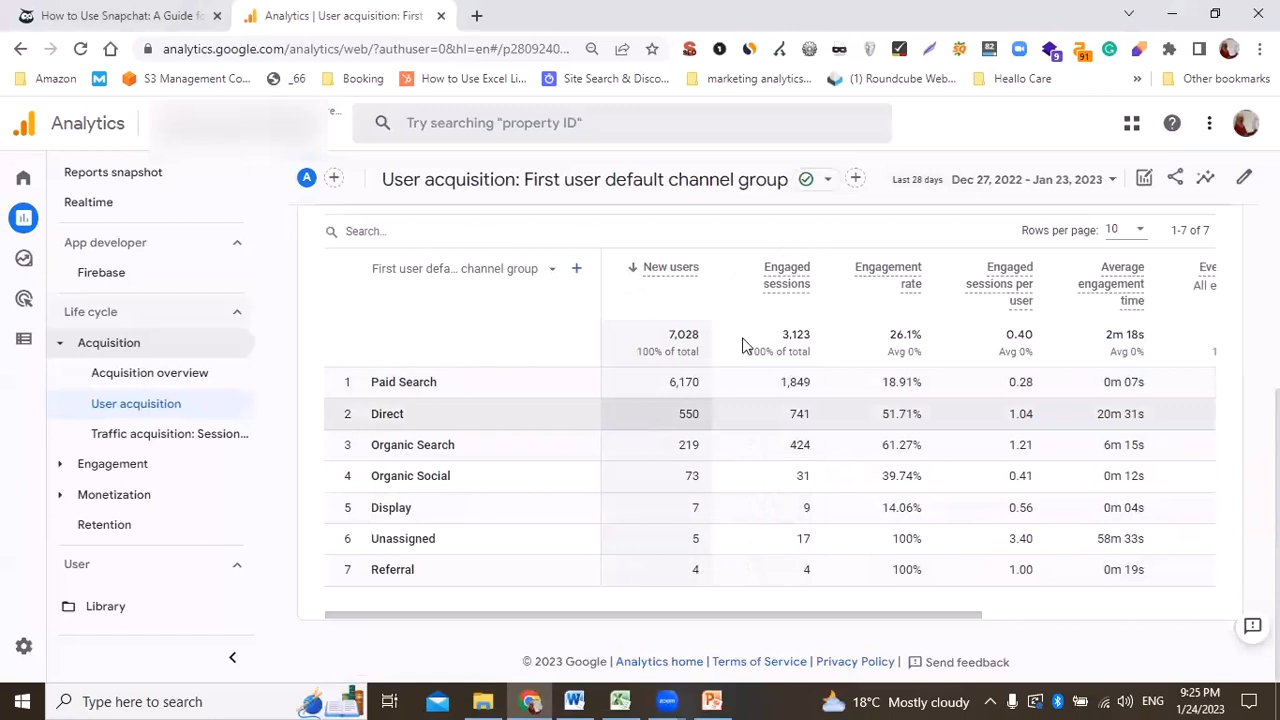 How to Use Snapchat: A Guide fo
Analytics | User acquisition: First
analytics.google.com/analytics/web/?authuser=0&hl=en#/p2809240...
Amazon
S3 Management Co...
_66
Booking
How to Use Excel Li...
Site Search & Disco...
marketing analytics...
(1) Roundcube Web...
Heallo Care
»
Other bookmarks
Analytics
Try searching "property ID"
Reports snapshot
Realtime
App developer
Firebase
Life cycle
Acquisition
Acquisition overview
User acquisition
Traffic acquisition: Session...
Engagement
Monetization
Retention
User
Library
A
User acquisition: First user default channel group
Last 28 days Dec 27, 2022 - Jan 23, 2023
Search...
Rows per page: 10
1-7 of 7
First user defa... channel group
New users
Engaged sessions
Engagement rate
Engaged sessions per user
Average engagement time
Eve
All e
7,028 3,123 26.1% 0.40 2m 18s
100% of total 100% of total Avg 0% Avg 0% Avg 0% 1
1 Paid Search 6,170 1,849 18.91% 0.28 0m 07s
2 Direct 550 741 51.71% 1.04 20m 31s
3 Organic Search 219 424 61.27% 1.21 6m 15s
4 Organic Social 73 31 39.74% 0.41 0m 12s
5 Display 7 9 14.06% 0.56 0m 04s
6 Unassigned 5 17 100% 3.40 58m 33s
7 Referral 4 4 100% 1.00 0m 19s
© 2023 Google | Analytics home | Terms of Service | Privacy Policy | Send feedback
Type here to search
18°C Mostly cloudy
ENG
9:25 PM
1/24/2023